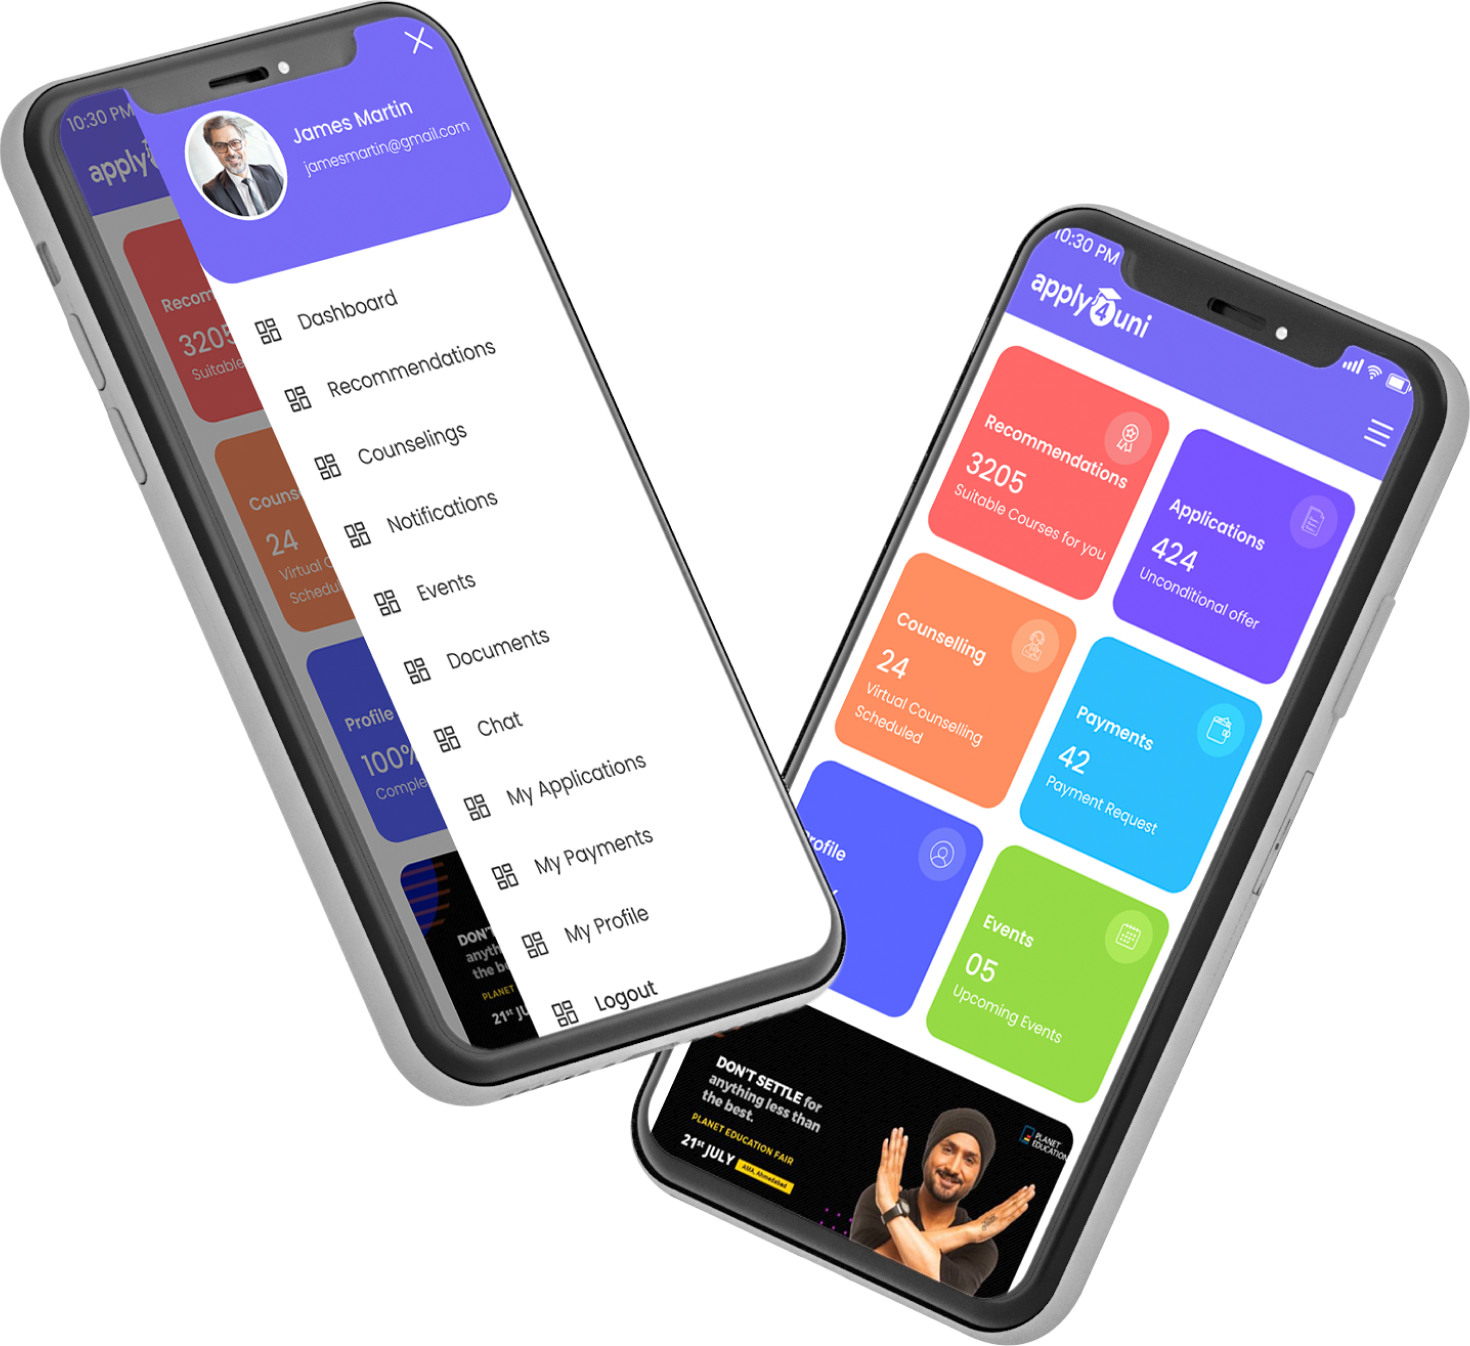 10:30 PM
apply
James Martin
jamesmartin@gmail.com
Dashboard
Recommendations
Counselings
Notifications
Events
Documents
Chat
My Applications
My Payments
My Profile
Logout
Recom
3205
Suitable
Couns
24
Virtual C
Schedu
Profile
100%
Comple
DON'T
anyth
the be
PLANET
21st JU
10:30 PM
apply4uni
Recommendations
3205
Suitable Courses for you
Applications
424
Unconditional offer
Counselling
24
Virtual Counselling
Scheduled
Payments
42
Payment Request
rofile
Events
05
Upcoming Events
DON'T SETTLE for
anything less than
the best.
PLANET EDUCATION FAIR
21st JULY AMA, Ahmedabad
PLANET
EDUCATION